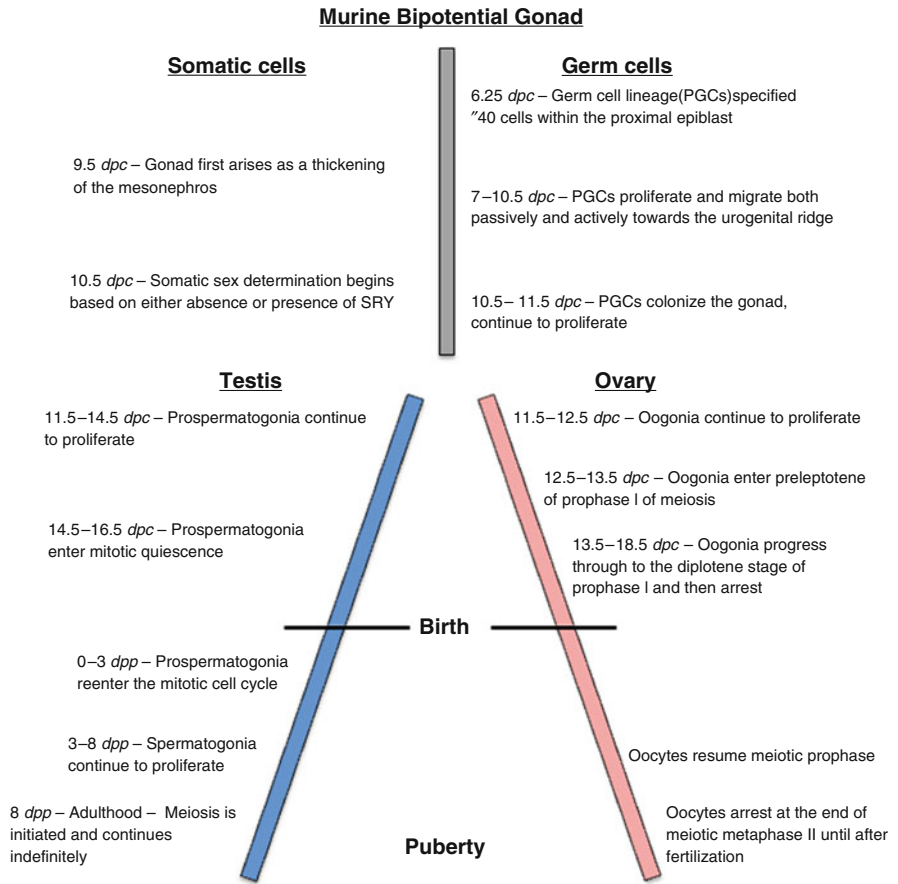 Murine Bipotential Gonad
Somatic cells
9.5 dpc – Gonad first arises as a thickening
of the mesonephros
10.5 dpc – Somatic sex determination begins
based on either absence or presence of SRY
Germ cells
6.25 dpc – Germ cell lineage(PGCs)specified
″40 cells within the proximal epiblast
7–10.5 dpc – PGCs proliferate and migrate both
passively and actively towards the urogenital ridge
10.5– 11.5 dpc – PGCs colonize the gonad,
continue to proliferate
Testis
11.5–14.5 dpc – Prospermatogonia continue
to proliferate
14.5–16.5 dpc – Prospermatogonia
enter mitotic quiescence
Ovary
11.5–12.5 dpc – Oogonia continue to proliferate
12.5–13.5 dpc – Oogonia enter preleptotene
of prophase I of meiosis
13.5–18.5 dpc – Oogonia progress
through to the diplotene stage of
prophase I and then arrest
Birth
0–3 dpp – Prospermatogonia
reenter the mitotic cell cycle
3–8 dpp – Spermatogonia
continue to proliferate
8 dpp – Adulthood – Meiosis is
initiated and continues
indefinitely
Oocytes resume meiotic prophase
Oocytes arrest at the end of
meiotic metaphase II until after
fertilization
Puberty